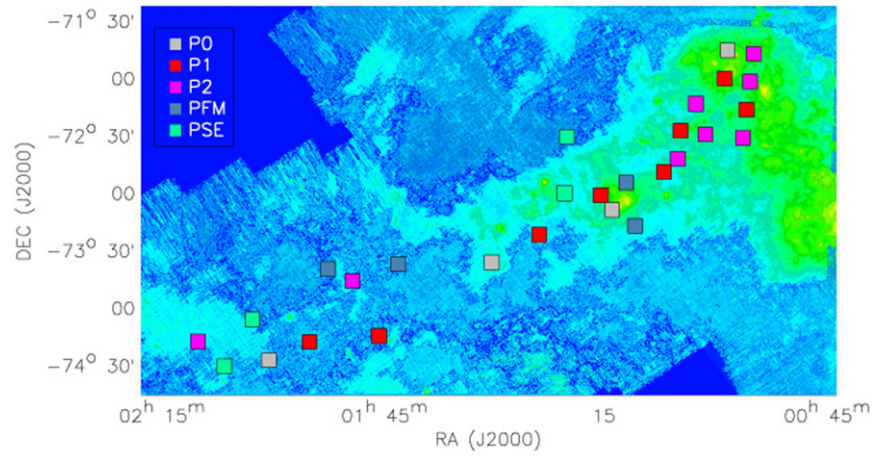 −71° 30'
00
−72° 30'
00
−73° 30'
00
−74° 30'
P0
P1
P2
PFM
PSE
DEC (J2000)
02ʰ 15ᵐ
01ʰ 45ᵐ
15
00ʰ 45ᵐ
RA (J2000)